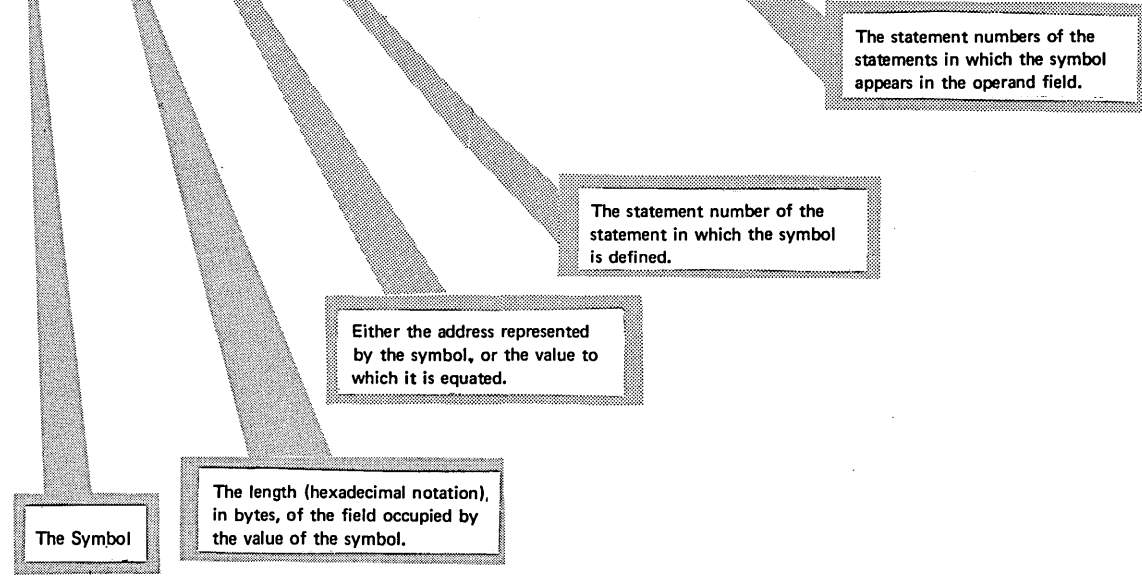 The statement numbers of the
statements in which the symbol
appears in the operand field.
The statement number of the
statement in which the symbol
is defined.
Either the address represented
by the symbol, or the value to
which it is equated.
The length (hexadecimal notation),
in bytes, of the field occupied by
the value of the symbol.
The Symbol